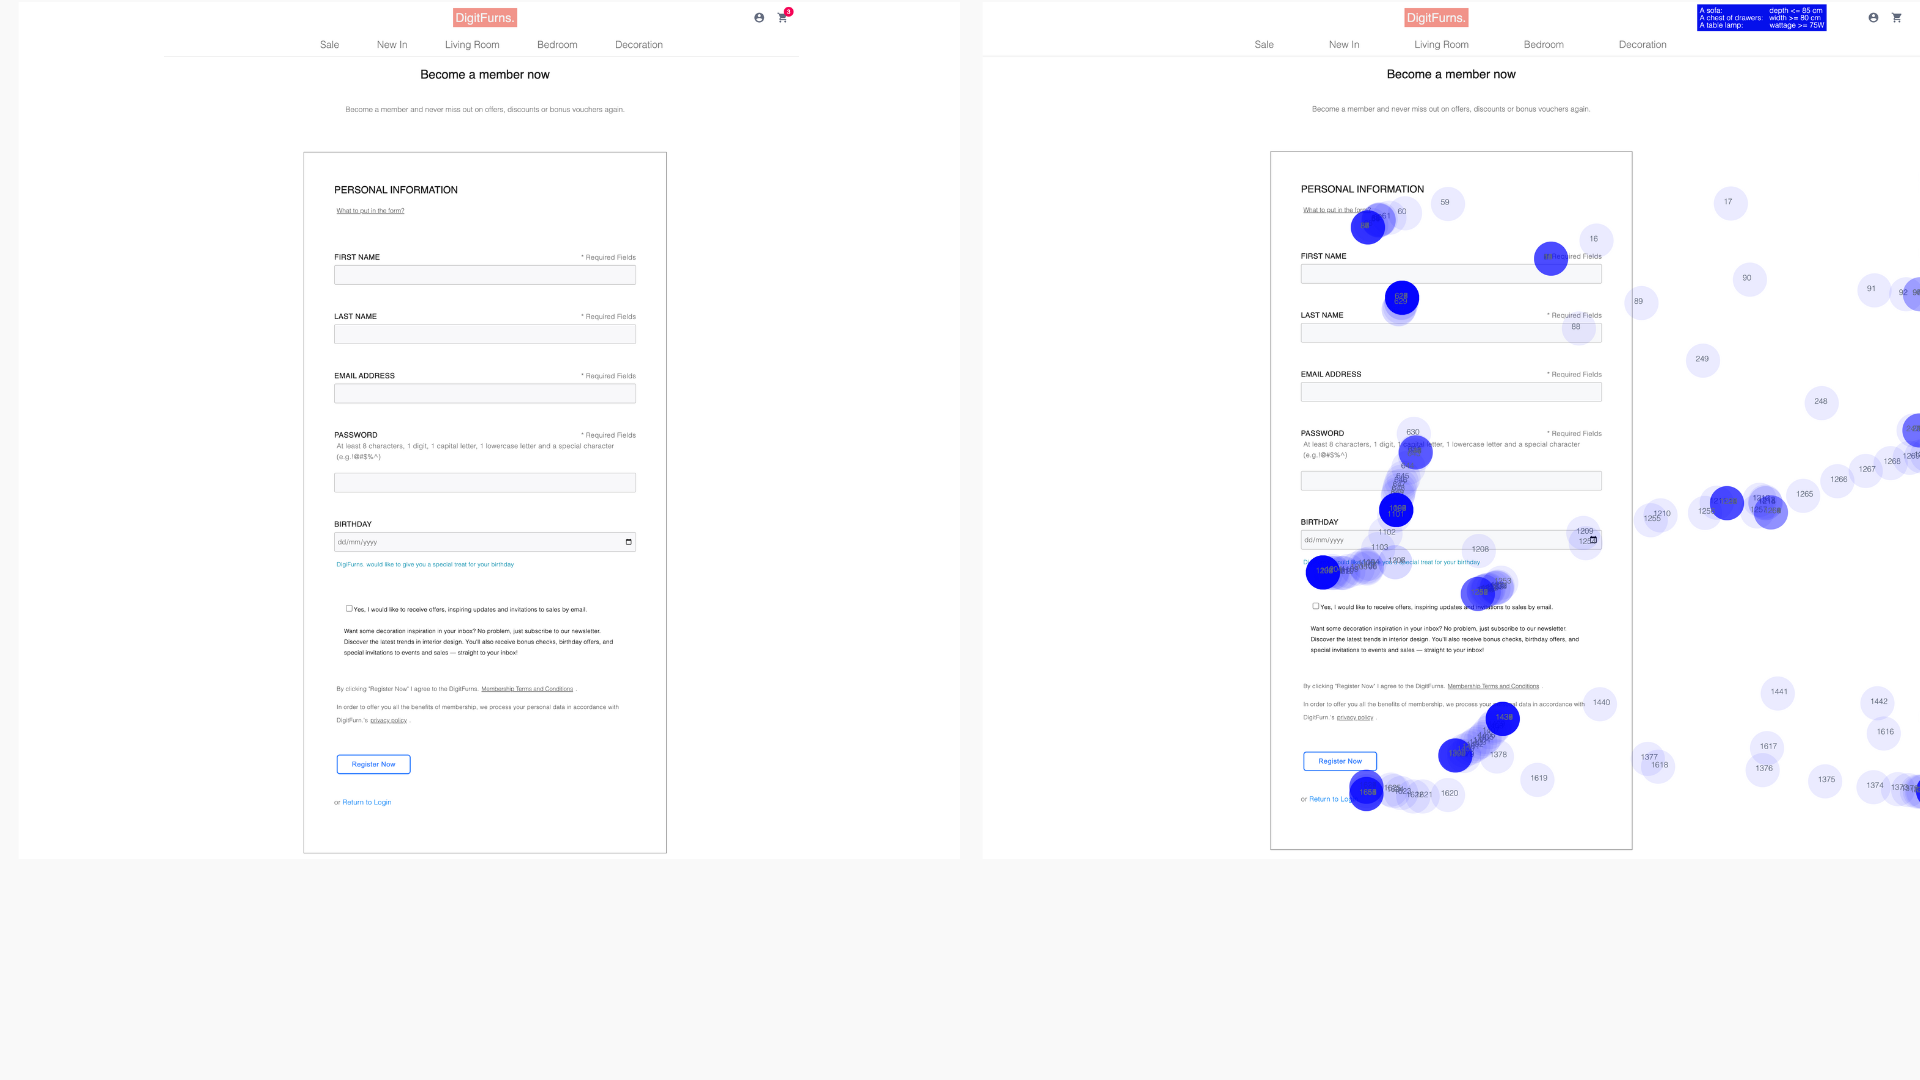 DigitFurns.
3
Sale New In Living Room Bedroom Decoration
Become a member now
Become a member and never miss out on offers, discounts or bonus vouchers again.
PERSONAL INFORMATION
What to put in the form?
FIRST NAME * Required Fields
LAST NAME * Required Fields
EMAIL ADDRESS * Required Fields
PASSWORD * Required Fields
At least 8 characters, 1 digit, 1 capital letter, 1 lowercase letter and a special character
(e.g.!@#$%^)
BIRTHDAY
dd/mm/yyyy
DigitFurns. would like to give you a special treat for your birthday
Yes, I would like to receive offers, inspiring updates and invitations to sales by email.
Want some decoration inspiration in your inbox? No problem, just subscribe to our newsletter.
Discover the latest trends in interior design. You'll also receive bonus checks, birthday offers, and
special invitations to events and sales — straight to your inbox!
By clicking "Register Now" I agree to the DigitFurns. Membership Terms and Conditions .
In order to offer you all the benefits of membership, we process your personal data in accordance with
DigitFurn.'s privacy policy .
Register Now
or Return to Login
DigitFurns.
A sofa: depth <= 85 cm
A chest of drawers: width >= 80 cm
A table lamp: wattage >= 75W
Sale New In Living Room Bedroom Decoration
Become a member now
Become a member and never miss out on offers, discounts or bonus vouchers again.
PERSONAL INFORMATION
59
17
What to put in the form
60
16
FIRST NAME Required Fields
90
91
92
89
LAST NAME * Required Fields
88
249
EMAIL ADDRESS * Required Fields
248
630
PASSWORD * Required Fields
At least 8 characters, 1 digit, 1 capital letter, 1 lowercase letter and a special character
(e.g.!@#$%^)
1268
1267
1266
1265
1210
1255
BIRTHDAY
1102
1209
dd/mm/yyyy
1103
1208
special treat for your birthday
Yes, I would like to receive offers, inspiring updates and invitations to sales by email.
Want some decoration inspiration in your inbox? No problem, just subscribe to our newsletter.
Discover the latest trends in interior design. You'll also receive bonus checks, birthday offers, and
special invitations to events and sales — straight to your inbox!
By clicking "Register Now" I agree to the DigitFurns. Membership Terms and Conditions .
1441
1442
1440
In order to offer you all the benefits of membership, we process your personal data in accordance with
DigitFurn.'s privacy policy .
1616
1617
1378
1377
1618
1376
Register Now
1619
1375
1374
1620
or Return to Log